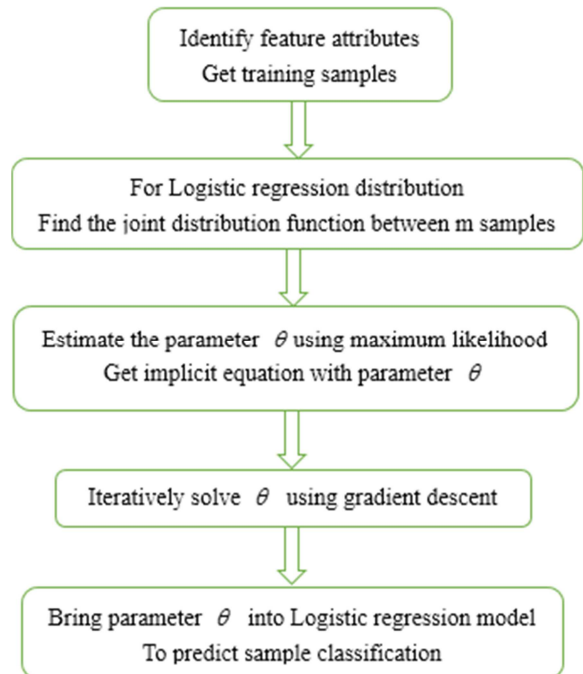 Identify feature attributes
Get training samples
For Logistic regression distribution
Find the joint distribution function between m samples
Estimate the parameter θ using maximum likelihood
Get implicit equation with parameter θ
Iteratively solve θ using gradient descent
Bring parameter θ into Logistic regression model
To predict sample classification